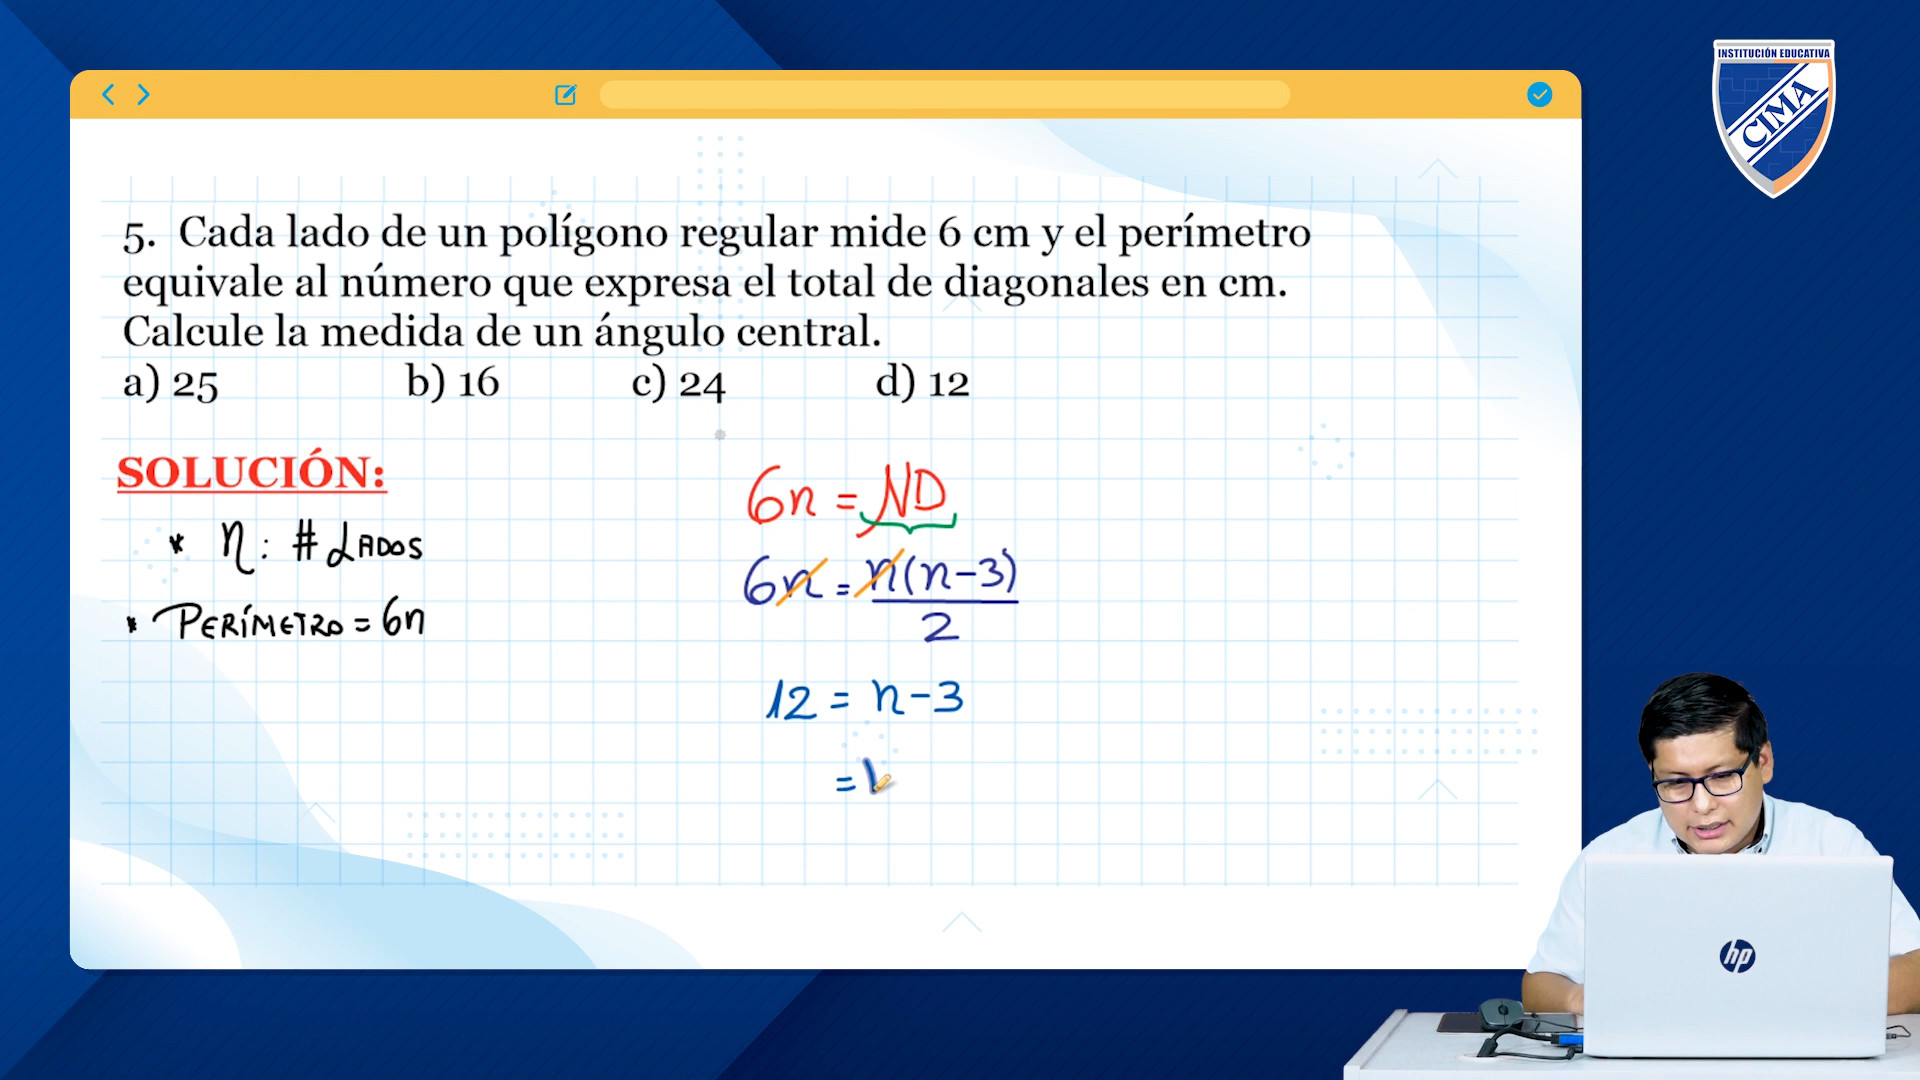 INSTITUCIÓN EDUCATIVA
CIMA
5. Cada lado de un polígono regular mide 6 cm y el perímetro
equivale al número que expresa el total de diagonales en cm.
Calcule la medida de un ángulo central.
a) 25 b) 16 c) 24 d) 12
SOLUCIÓN:
* n: # LADOS
* PERÍMETRO = 6n
6n = ND
6n = n(n-3)
2
12 = n-3
=
hp